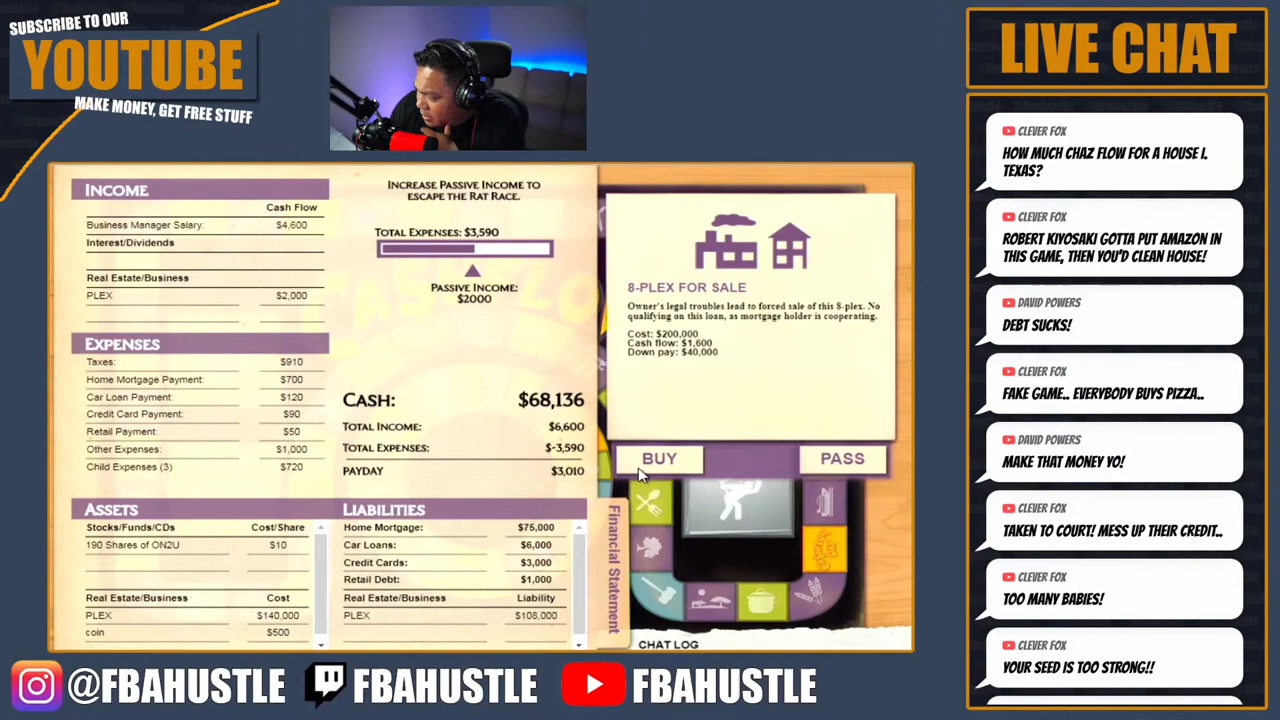 SUBSCRIBE TO OUR
YOUTUBE
MAKE MONEY, GET FREE STUFF
INCOME
Cash Flow
Business Manager Salary: $4,600
Interest/Dividends
Real Estate/Business
PLEX $2,000
EXPENSES
Taxes: $910
Home Mortgage Payment: $700
Car Loan Payment: $120
Credit Card Payment: $90
Retail Payment: $50
Other Expenses: $1,000
Child Expenses (3) $720
ASSETS
Stocks/Funds/CDs Cost/Share
190 Shares of ON2U $10
Real Estate/Business Cost
PLEX $140,000
coin $500
INCREASE PASSIVE INCOME TO
ESCAPE THE RAT RACE.
TOTAL EXPENSES: $3,590
PASSIVE INCOME:
$2000
CASH: $68,136
TOTAL INCOME: $6,600
TOTAL EXPENSES: $-3,590
PAYDAY $3,010
LIABILITIES
Home Mortgage: $75,000
Car Loans: $6,000
Credit Cards: $3,000
Retail Debt: $1,000
Real Estate/Business Liability
PLEX $108,000
Financial Statement
8-PLEX FOR SALE
Owner's legal troubles lead to forced sale of this 8-plex. No
qualifying on this loan, as mortgage holder is cooperating.
Cost: $200,000
Cash flow: $1,600
Down pay: $40,000
BUY
PASS
CHAT LOG
LIVE CHAT
CLEVER FOX
HOW MUCH CHAZ FLOW FOR A HOUSE I.
TEXAS?
CLEVER FOX
ROBERT KIYOSAKI GOTTA PUT AMAZON IN
THIS GAME, THEN YOU'D CLEAN HOUSE!
DAVID POWERS
DEBT SUCKS!
CLEVER FOX
FAKE GAME.. EVERYBODY BUYS PIZZA..
DAVID POWERS
MAKE THAT MONEY YO!
CLEVER FOX
TAKEN TO COURT! MESS UP THEIR CREDIT..
CLEVER FOX
TOO MANY BABIES!
CLEVER FOX
YOUR SEED IS TOO STRONG!!
@FBAHUSTLE
FBAHUSTLE
FBAHUSTLE